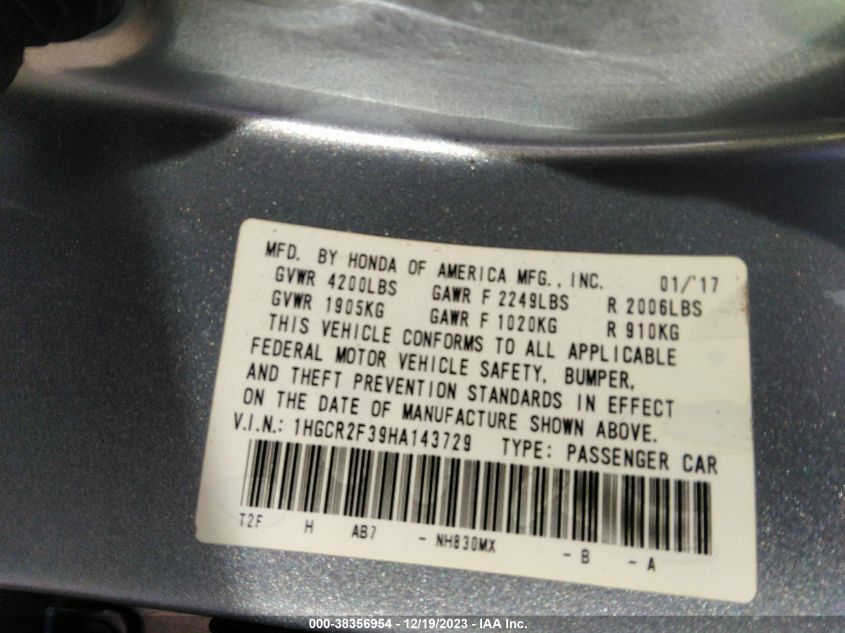 MFD. BY HONDA OF AMERICA MFG., INC. 01/'17
GVWR 4200LBS GAWR F 2249LBS R 2006LBS
GVWR 1905KG GAWR F 1020KG R 910KG
THIS VEHICLE CONFORMS TO ALL APPLICABLE
FEDERAL MOTOR VEHICLE SAFETY, BUMPER,
AND THEFT PREVENTION STANDARDS IN EFFECT
ON THE DATE OF MANUFACTURE SHOWN ABOVE.
V.I.N.: 1HGCR2F39HA143729 TYPE: PASSENGER CAR
T2F H AB7 - NH830MX - B - A
000-38356954 - 12/19/2023 - IAA Inc.